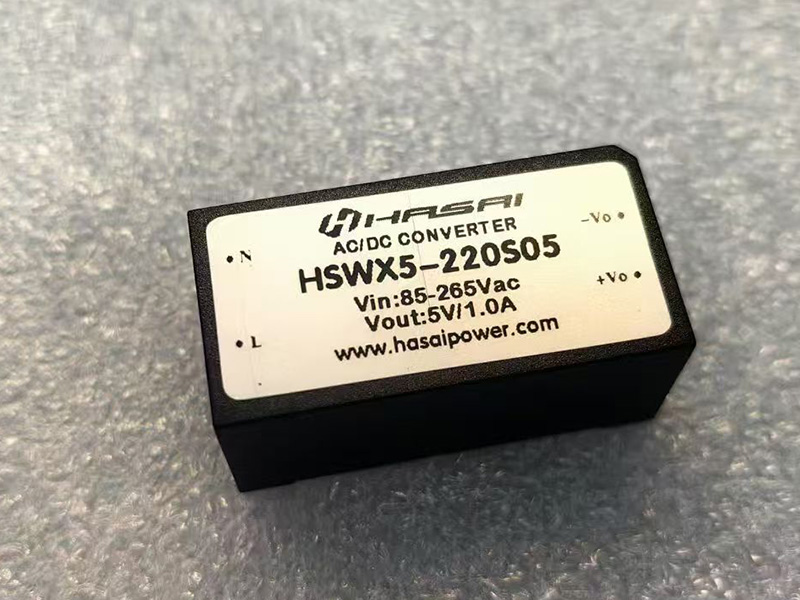 HASAI
AC/DC CONVERTER
HSWX5-220S05
Vin:85-265Vac
Vout:5V/1.0A
www.hasaipower.com
N
L
-Vo
+Vo